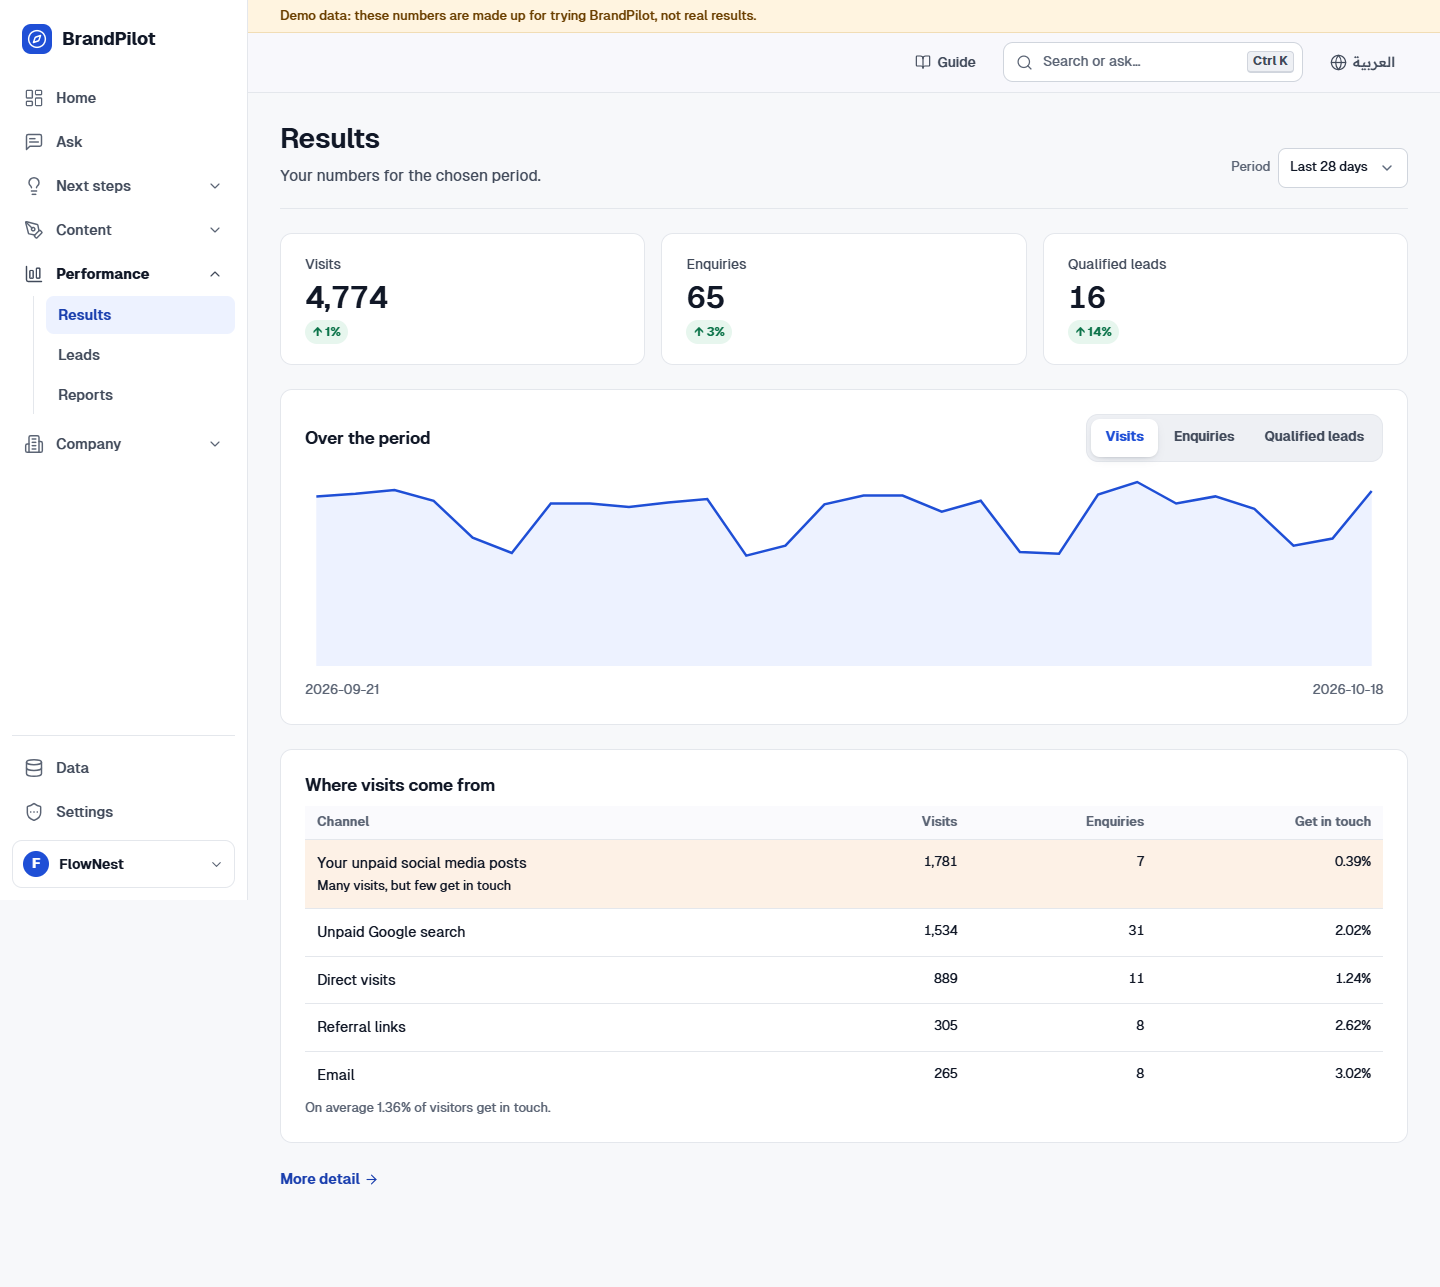 Demo data: these numbers are made up for trying BrandPilot, not real results.
BrandPilot
Guide
Search or ask...
Ctrl K
العربية
Home
Ask
Next steps
Content
Performance
Results
Leads
Reports
Company
Data
Settings
F FlowNest
Results
Your numbers for the chosen period.
Period
Last 28 days
Visits
4,774
↑ 1%
Enquiries
65
↑ 3%
Qualified leads
16
↑ 14%
Over the period
Visits Enquiries Qualified leads
2026-09-21 2026-10-18
Where visits come from
Channel Visits Enquiries Get in touch
Your unpaid social media posts 1,781 7 0.39%
Many visits, but few get in touch
Unpaid Google search 1,534 31 2.02%
Direct visits 889 11 1.24%
Referral links 305 8 2.62%
Email 265 8 3.02%
On average 1.36% of visitors get in touch.
More detail →